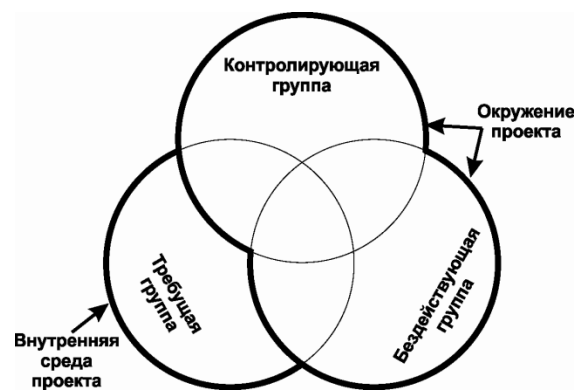 Контролирующая
группа
Окружение
проекта
Требущая
группа
Бездействующая
группа
Внутренняя
среда
проекта